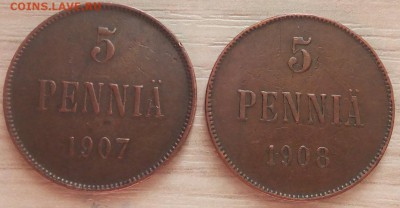 COINS.LAVE.RU
5
PENNIÄ
1907
5
PENNIÄ
1908